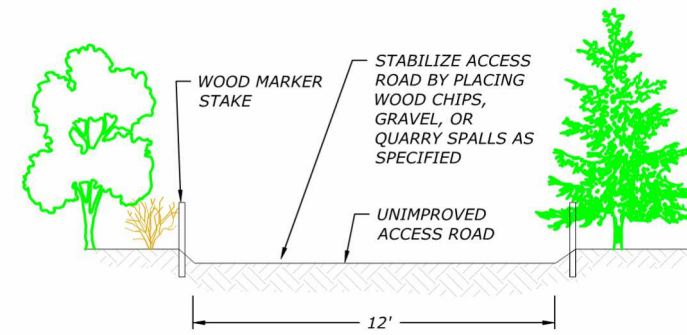 WOOD MARKER
STAKE
STABILIZE ACCESS
ROAD BY PLACING
WOOD CHIPS,
GRAVEL, OR
QUARRY SPALLS AS
SPECIFIED
UNIMPROVED
ACCESS ROAD
12'